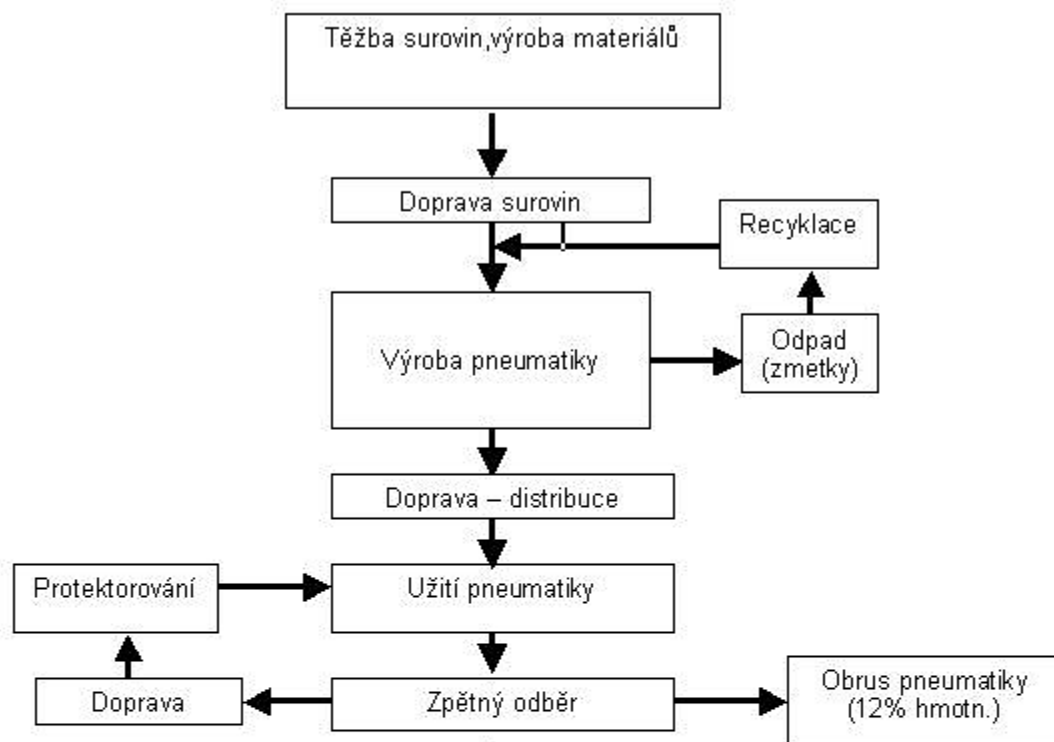 Těžba surovin,výroba materiálů
Doprava surovin
Recyklace
Výroba pneumatiky
Odpad
(zmetky)
Doprava – distribuce
Protektorování
Užití pneumatiky
Doprava
Zpětný odběr
Obrus pneumatiky
(12% hmotn.)